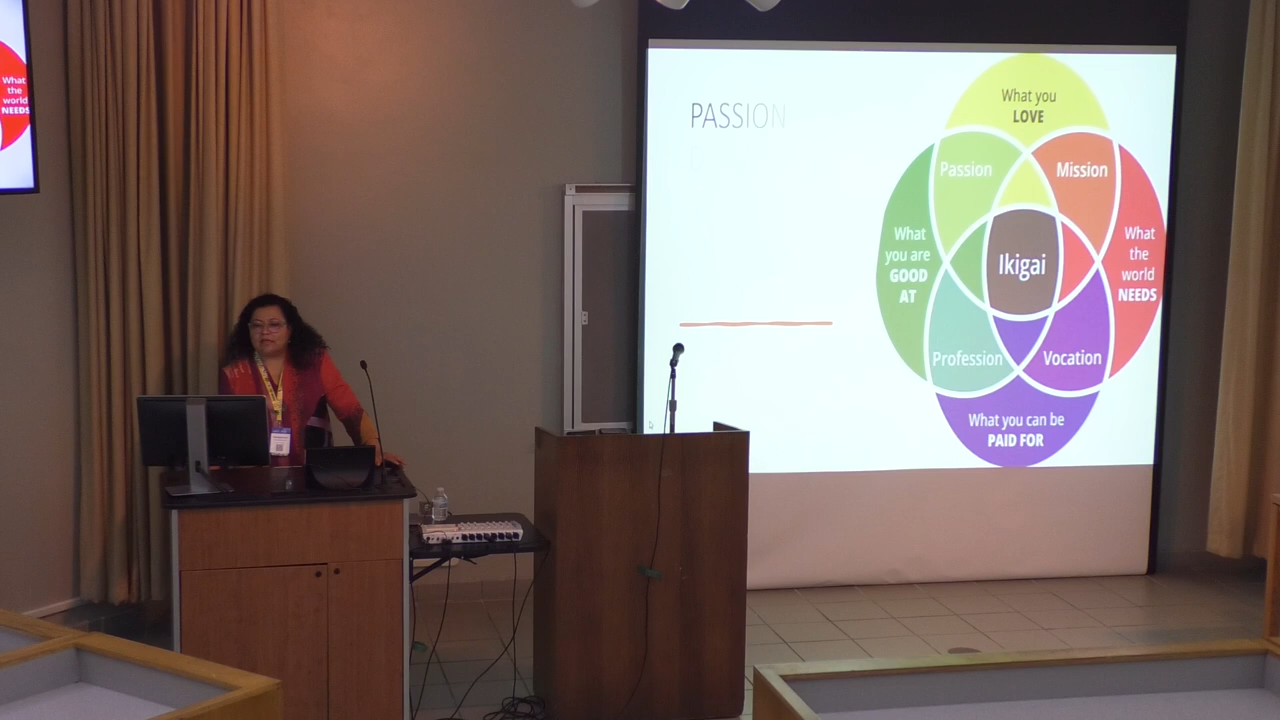 What
the
world
NEEDS
PASSION
What you
LOVE
Passion
Mission
What
you are
GOOD
AT
Ikigai
What
the
world
NEEDS
Profession
Vocation
What you can be
PAID FOR